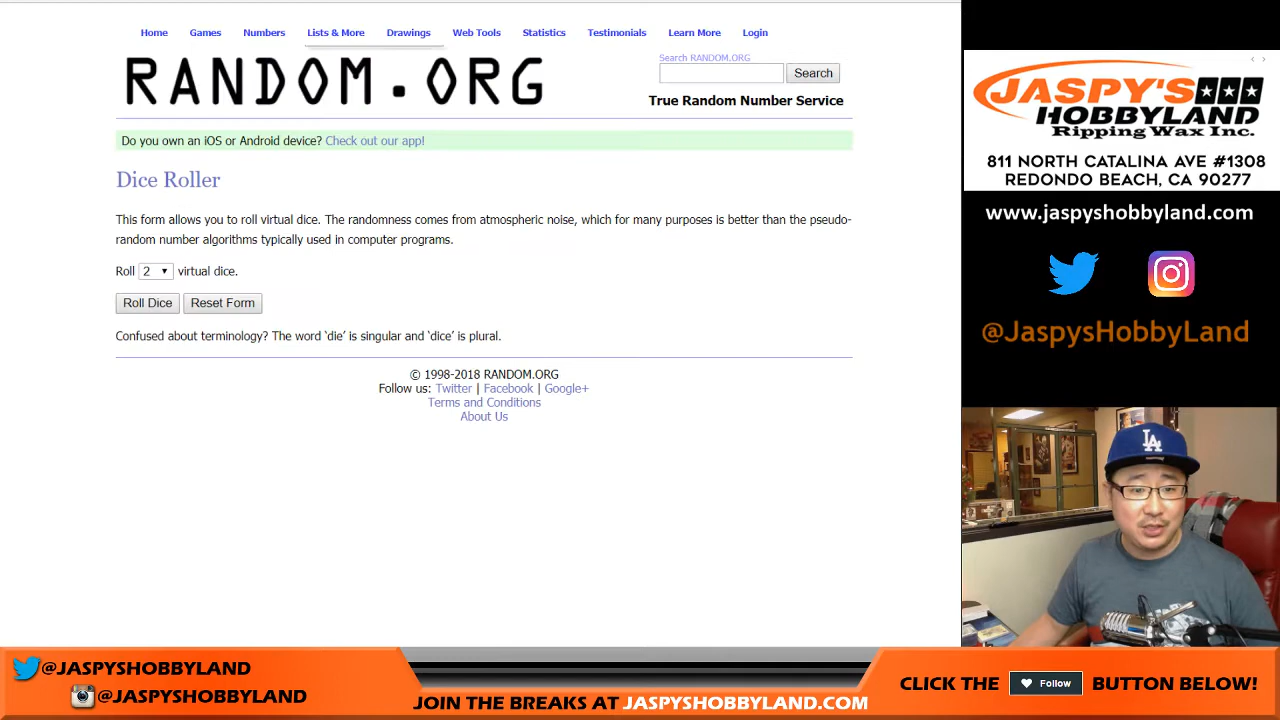 Home Games Numbers Lists & More Drawings Web Tools Statistics Testimonials Learn More Login
RANDOM.ORG
Search RANDOM.ORG
Search
True Random Number Service
Do you own an iOS or Android device? Check out our app!
Dice Roller
This form allows you to roll virtual dice. The randomness comes from atmospheric noise, which for many purposes is better than the pseudo-
random number algorithms typically used in computer programs.
Roll 2 virtual dice.
Roll Dice Reset Form
Confused about terminology? The word ‘die’ is singular and ‘dice’ is plural.
© 1998-2018 RANDOM.ORG
Follow us: Twitter | Facebook | Google+
Terms and Conditions
About Us
JASPY'S
HOBBYLAND
Ripping Wax Inc.
811 NORTH CATALINA AVE #1308
REDONDO BEACH, CA 90277
www.jaspyshobbyland.com
@JaspysHobbyLand
LA
@JASPYSHOBBYLAND
@JASPYSHOBBYLAND
JOIN THE BREAKS AT JASPYSHOBBYLAND.COM
CLICK THE Follow BUTTON BELOW!